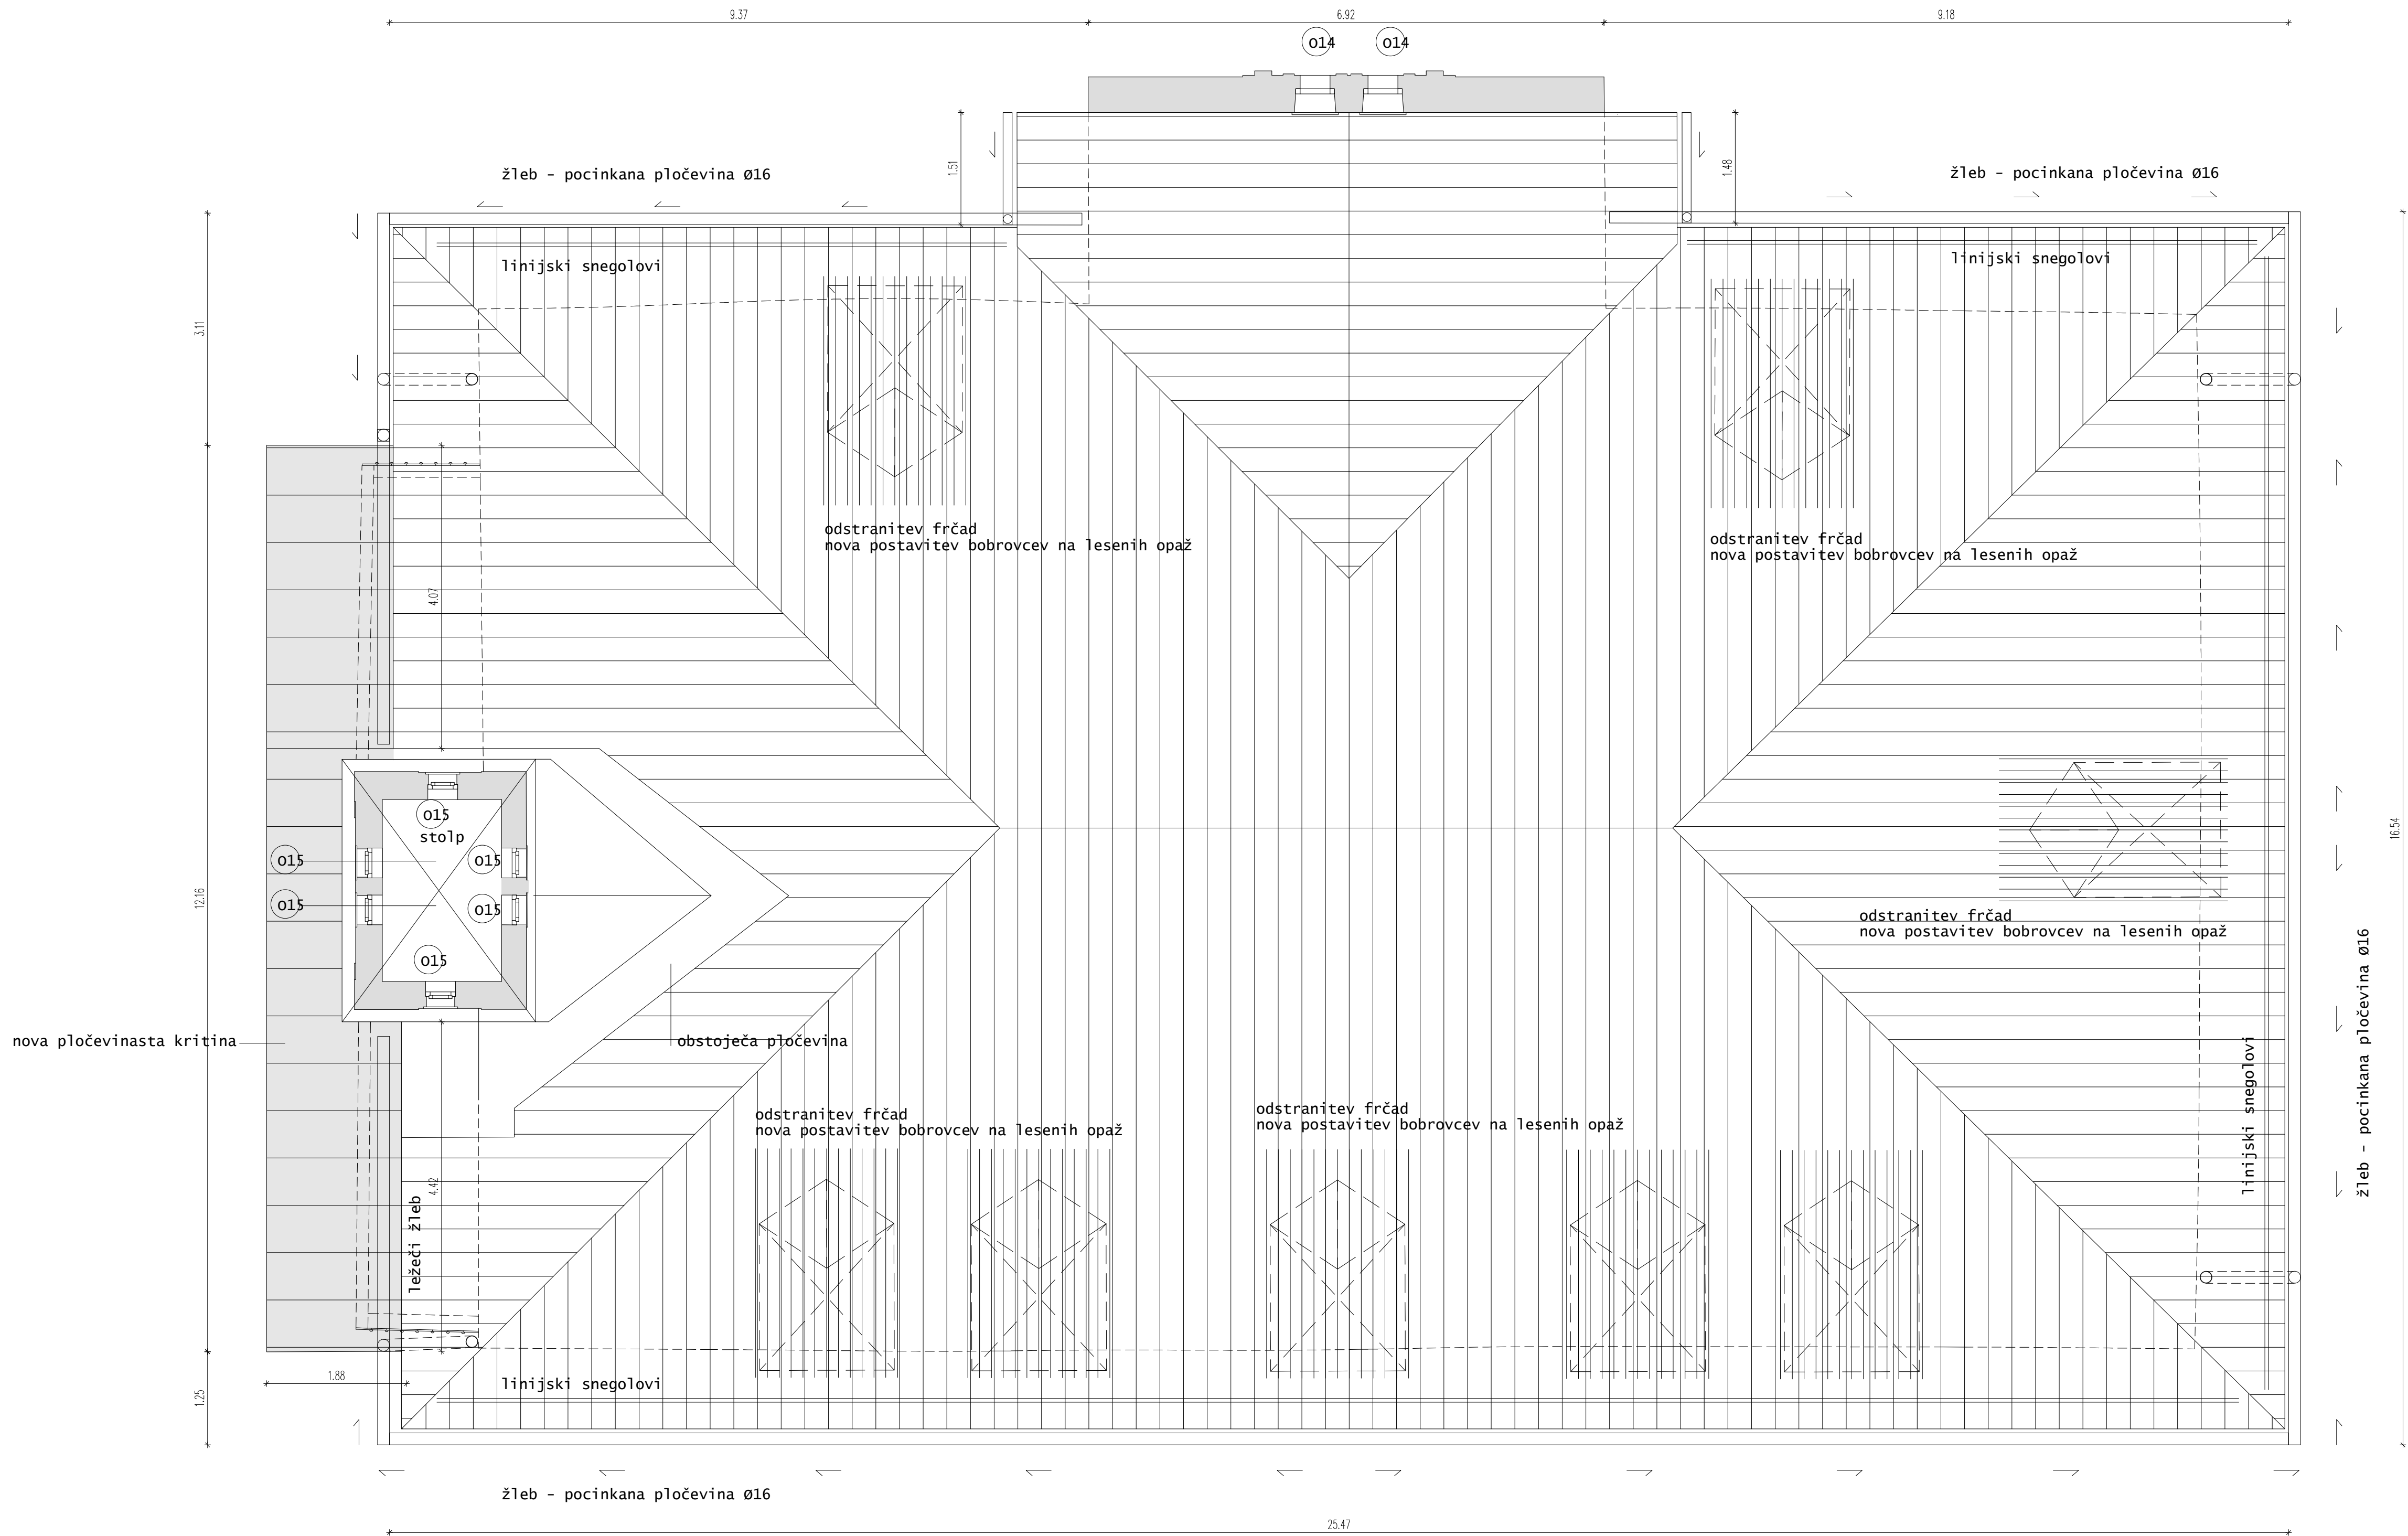 9.37
6.92
9.18
o14
o14
1.51
1.48
žleb - pocinkana pločevina Ø16
žleb - pocinkana pločevina Ø16
linijski snegolovi
linijski snegolovi
3.11
odstranitev frčad
nova postavitev bobrovcev na lesenih opaž
odstranitev frčad
nova postavitev bobrovcev na lesenih opaž
4.07
o15
stolp
o15
o15
o15
o15
o15
12.16
16.54
odstranitev frčad
nova postavitev bobrovcev na lesenih opaž
nova pločevinasta kritina
obstoječa pločevina
žleb - pocinkana pločevina Ø16
linijski snegolovi
odstranitev frčad
nova postavitev bobrovcev na lesenih opaž
odstranitev frčad
nova postavitev bobrovcev na lesenih opaž
4.42
ležeči žleb
1.88
linijski snegolovi
1.25
žleb - pocinkana pločevina Ø16
25.47